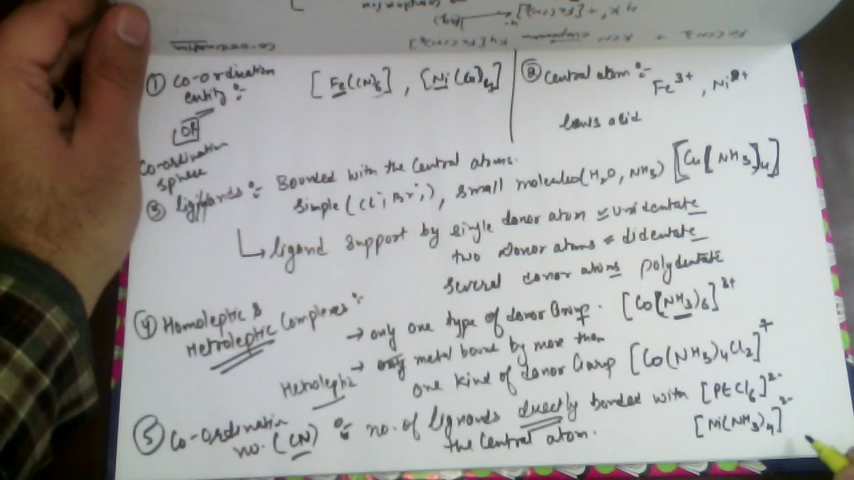 ① Co-ordination entity :-
[Fe(CN)6], [Ni(CO)4]
OR
Co-ordination sphere
② Central atom :-
Fe3+, Ni2+
Lewis acid
③ ligands :- Bonded with the Central atoms.
Simple (Cl-, Br-,), small molecules (H2O, NH3) [Cu[NH3]4]
ligand support by single donor atom = Unidentate
two donor atoms = didentate
several donor atoms polydentate
④ Homoleptic & Hetroleptic Complexes :-
→ only one type of donor Group. [Co(NH3)6]3+
Hetroleptic → metal bound by more than
one kind of donor Group [Co(NH3)4Cl2]+
⑤ Co-ordination no. (CN) :- no. of ligands directly bonded with
the Central atom.
[PtCl6]2-
[Ni(NH3)4]2-